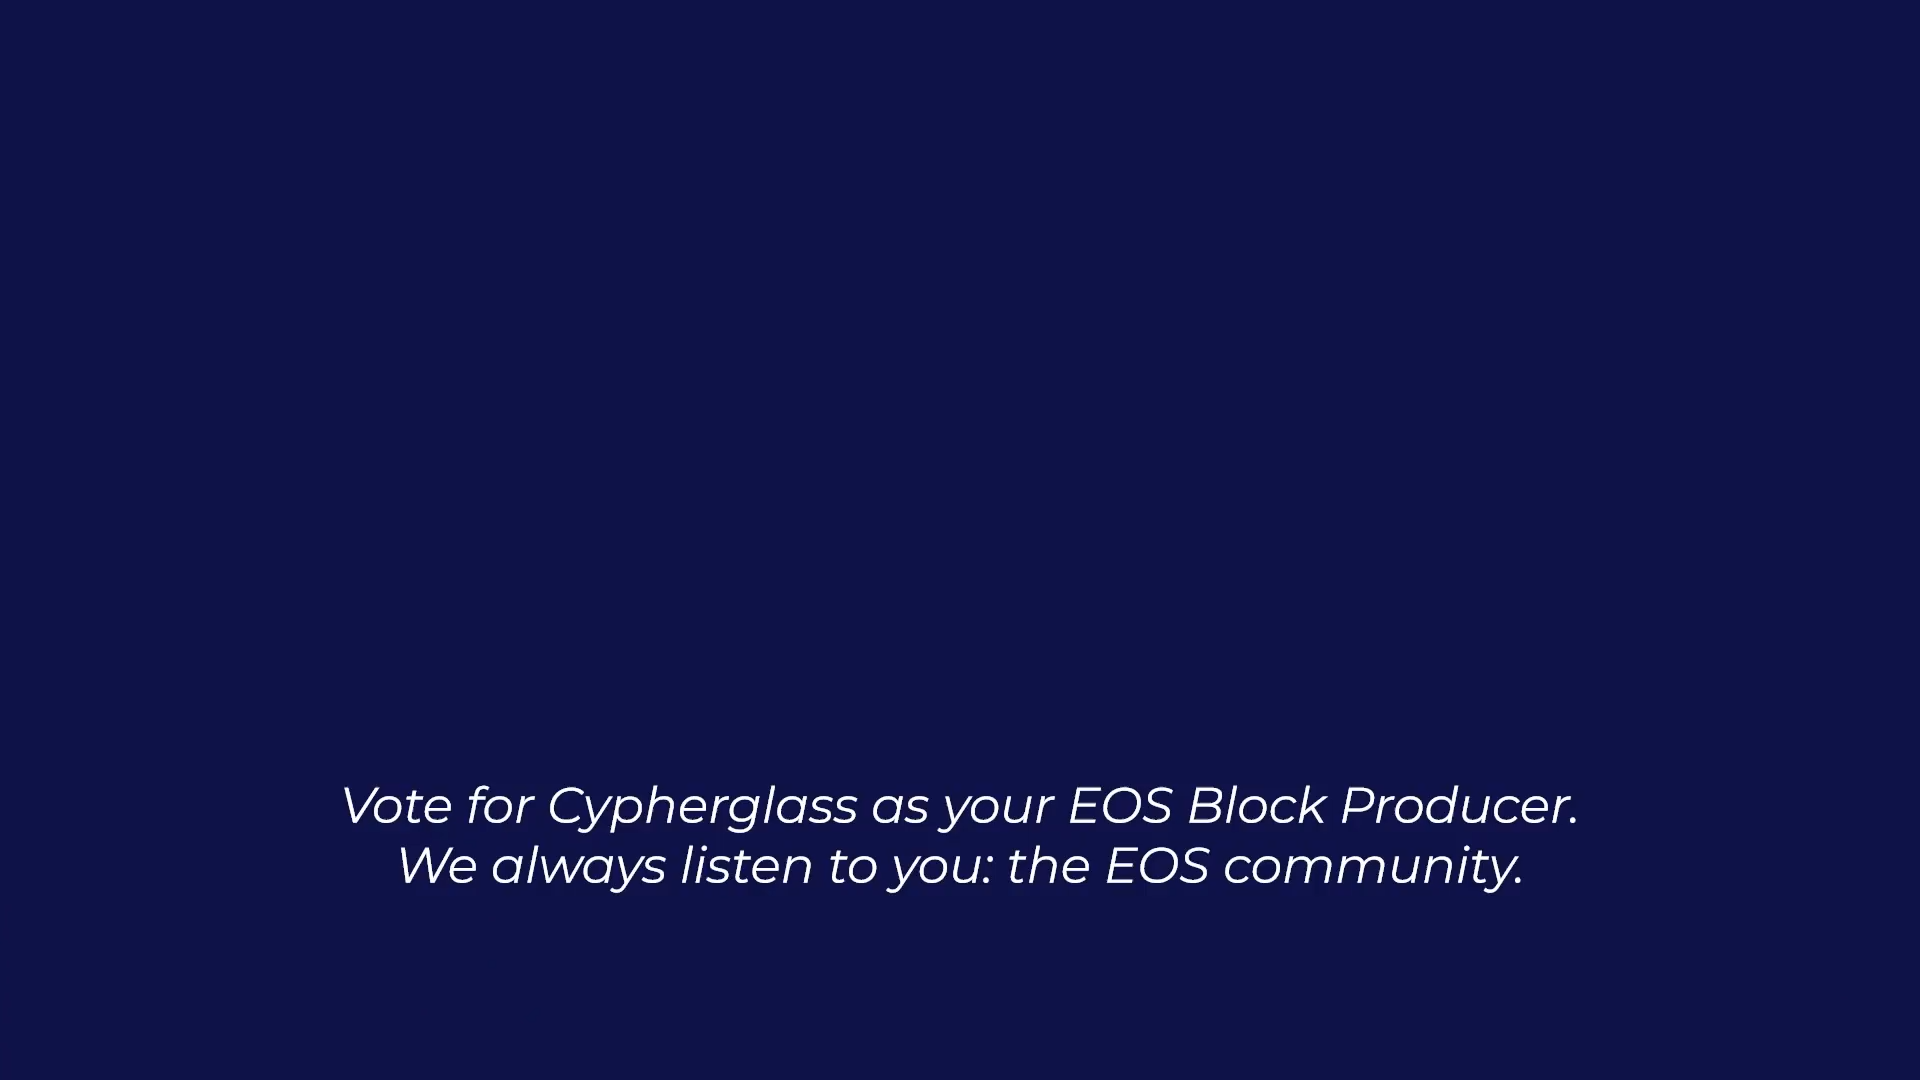 Vote for Cypherglass as your EOS Block Producer.
We always listen to you: the EOS community.